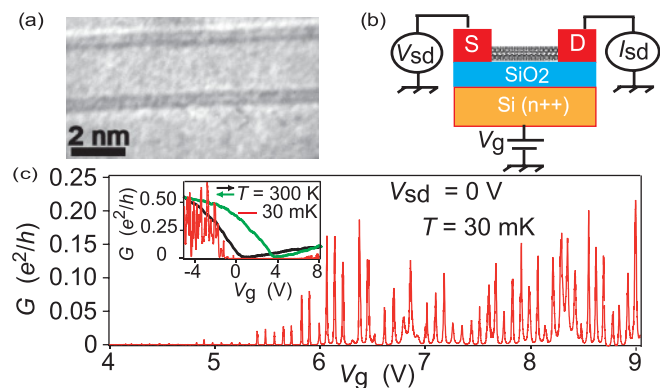 (a)
2 nm
(b)
S
D
Vsd
Isd
SiO2
Si (n++)
Vg
(c)
G (e²/h)
0.25
0.20
0.15
0.10
0.05
0
4
5
6
7
8
9
Vg (V)
Vsd = 0 V
T = 30 mK
G (e²/h)
0.50
0.25
0
-4
0
4
8
Vg (V)
T = 300 K
30 mK